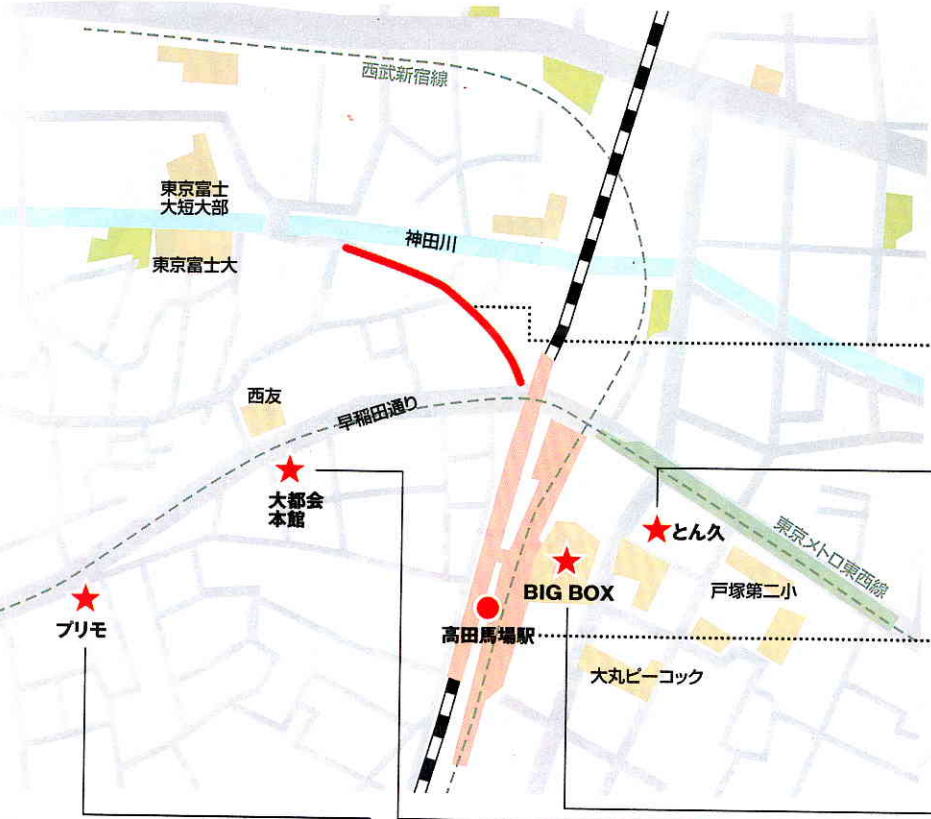 西武新宿線
東京富士
大短大部
神田川
東京富士大
西友
早稲田通り
大都会
本館
とん久
東京メトロ東西線
BIG BOX
戸塚第二小
プリモ
高田馬場駅
大丸ピーコック